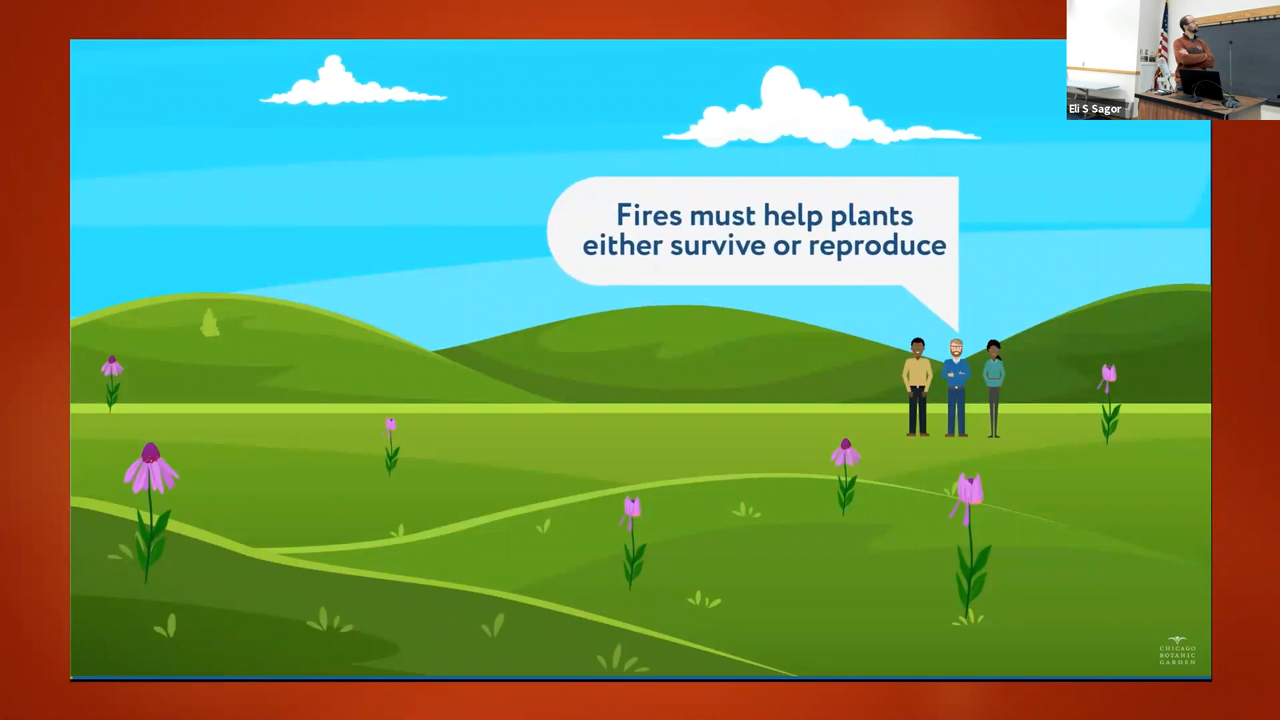 Eli S Sagor
Fires must help plants
either survive or reproduce
CHICAGO
BOTANIC
GARDEN